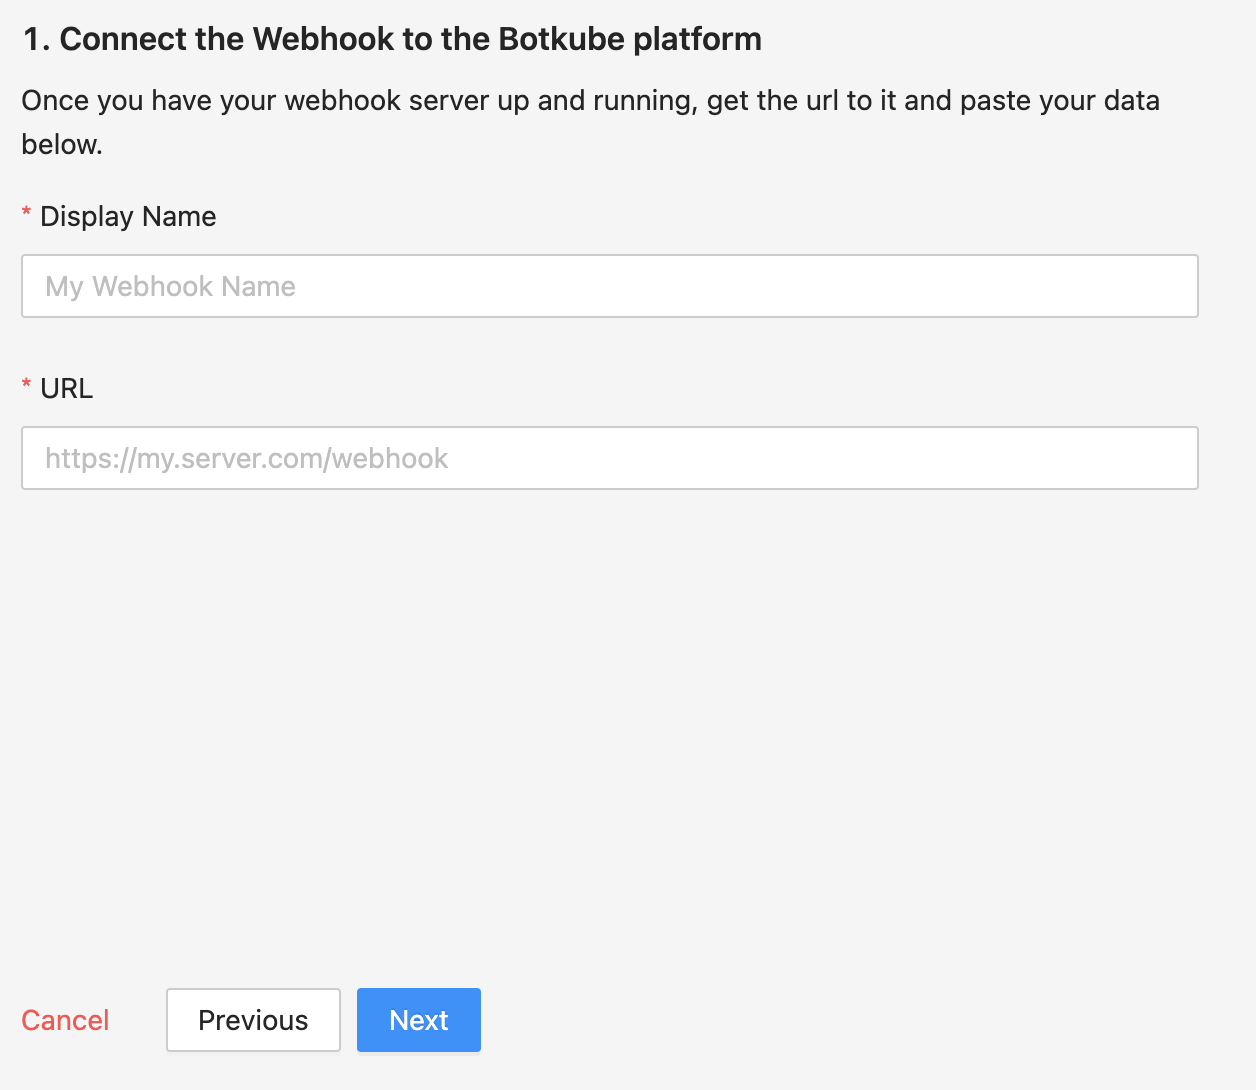 1. Connect the Webhook to the Botkube platform
Once you have your webhook server up and running, get the url to it and paste your data
below.
* Display Name
My Webhook Name
* URL
https://my.server.com/webhook
Cancel
Previous
Next